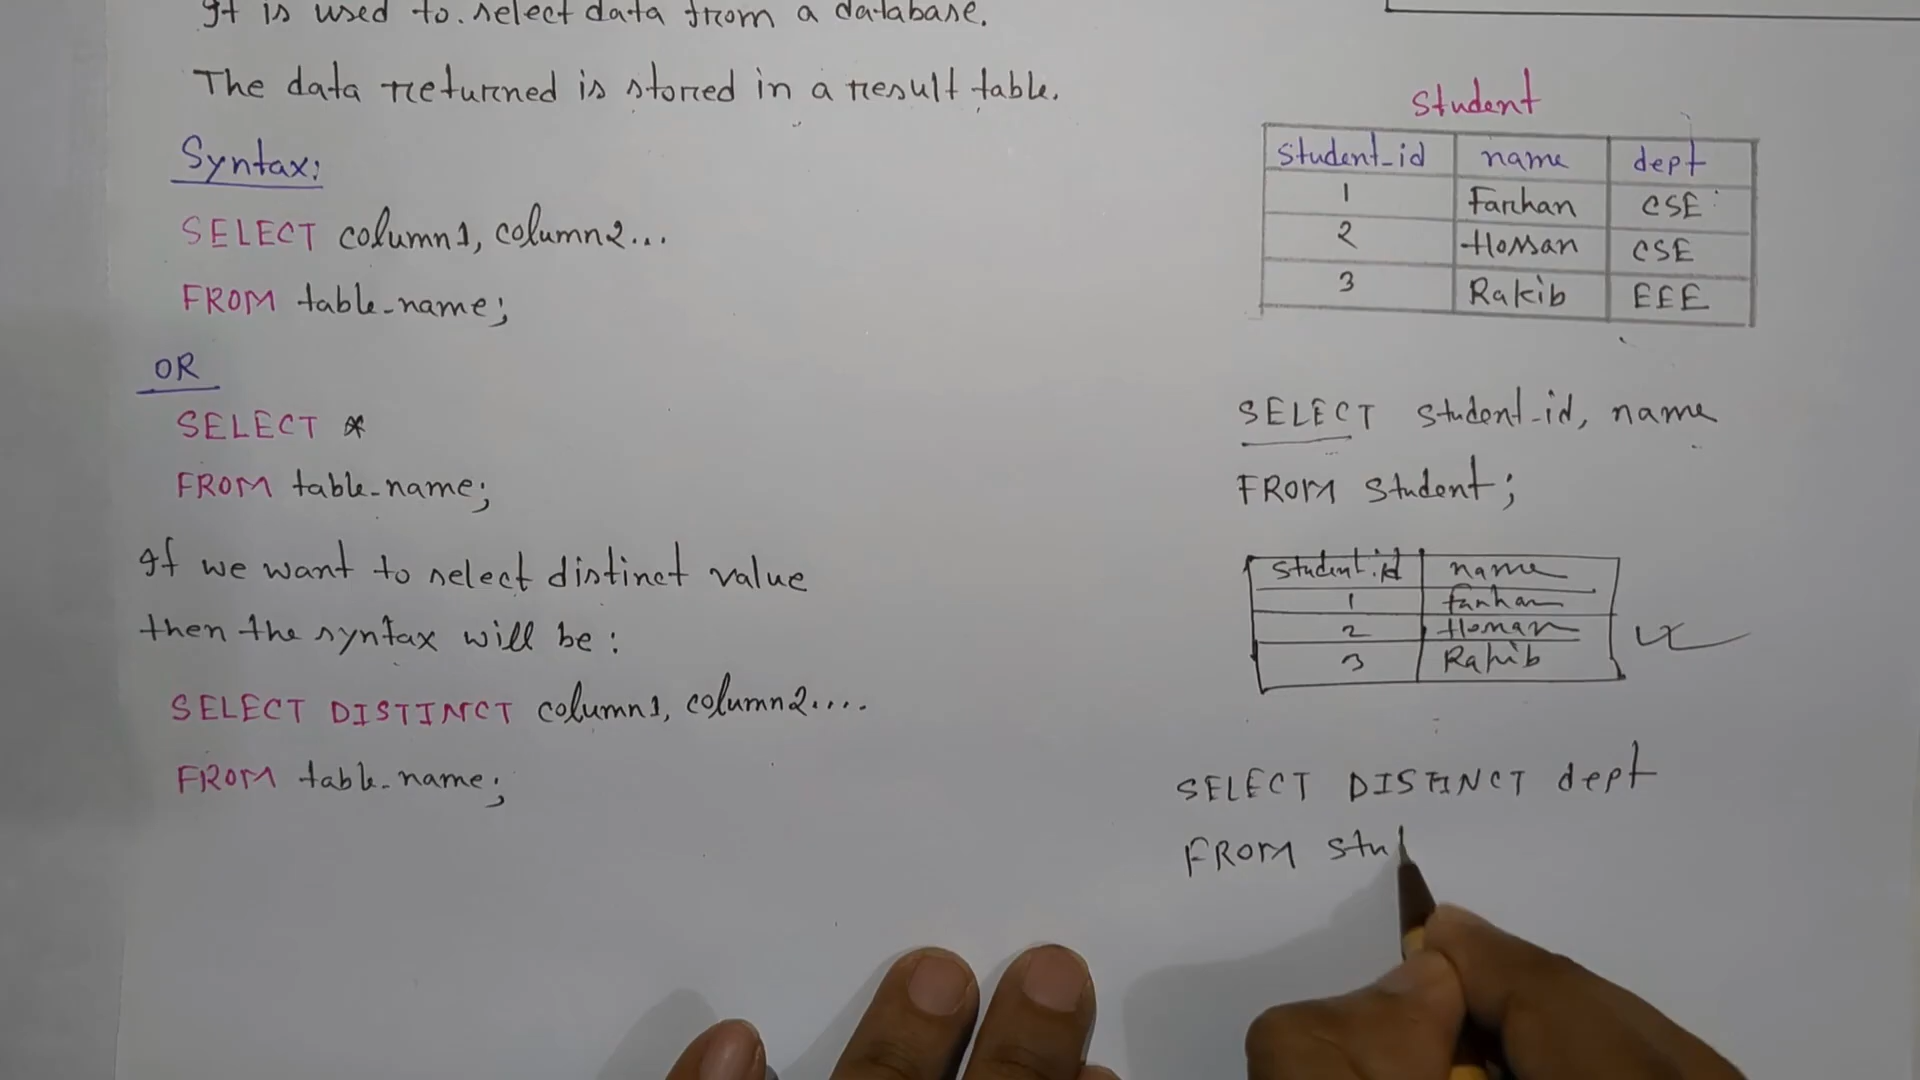 It is used to select data from a database.
The data returned is stored in a result table.
Syntax:
SELECT column1, column2...
FROM table_name;
OR
SELECT *
FROM table_name;
If we want to select distinct value
then the syntax will be:
SELECT DISTINCT column1, column2....
FROM table_name;
Student
Student_id name dept
1 Farhan CSE
2 Hossan CSE
3 Rakib EEE
SELECT student_id, name
FROM student;
student_id name
1 farhan
2 Hossan
3 Rakib
SELECT DISTINCT dept
FROM stu